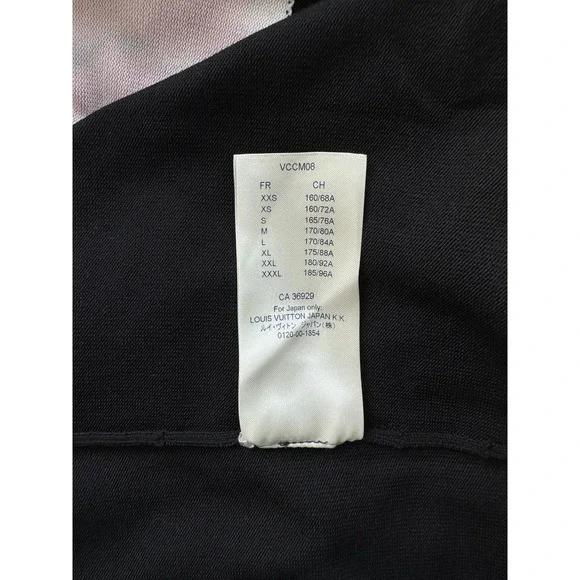 VCCM08
FR CH
XXS 160/68A
XS 160/72A
S 165/76A
M 170/80A
L 170/84A
XL 175/88A
XXL 180/92A
XXXL 185/96A
CA 36929
For Japan only:
LOUIS VUITTON JAPAN K.K.
ルイ・ヴィトン ジャパン(株)
0120-00-1854